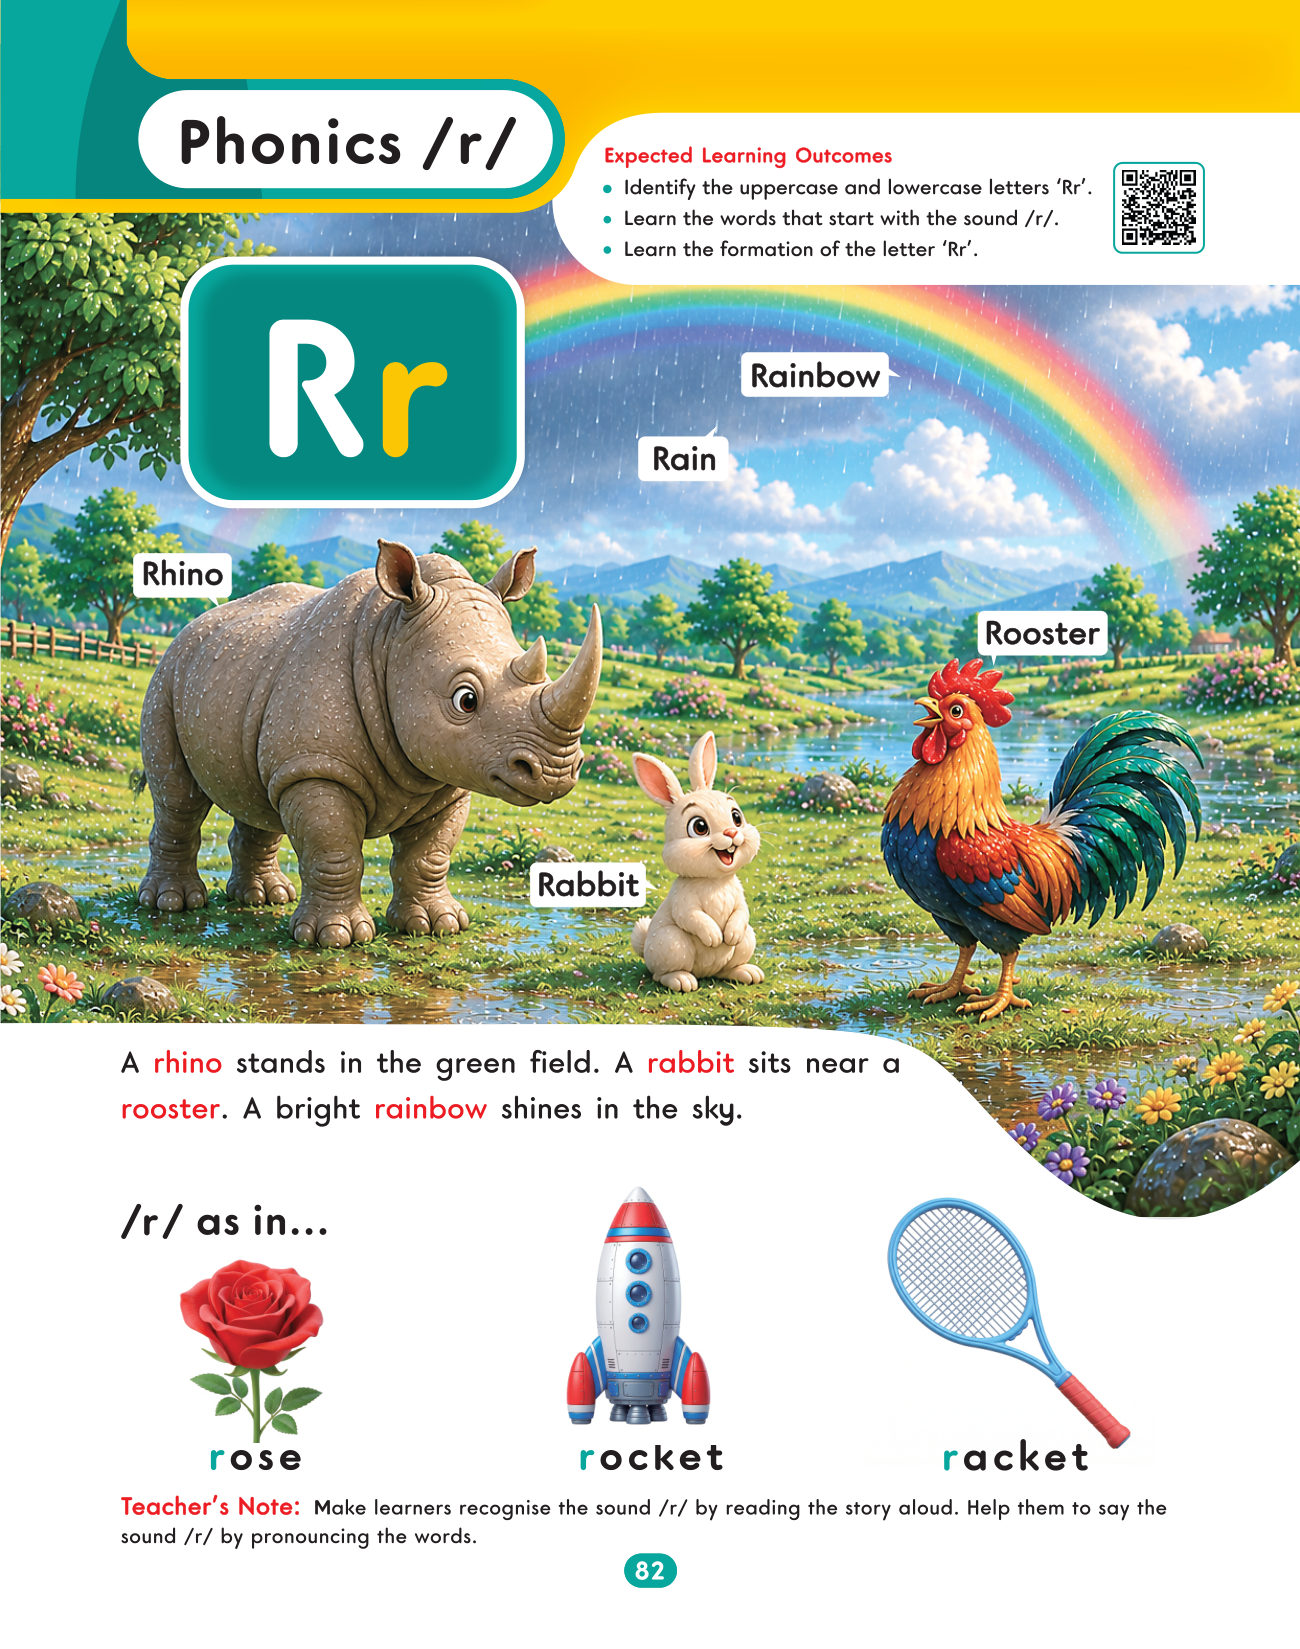 Phonics /r/
Expected Learning Outcomes
• Identify the uppercase and lowercase letters ‘Rr’.
• Learn the words that start with the sound /r/.
• Learn the formation of the letter ‘Rr’.
Rr
Rainbow
Rain
Rhino
Rooster
Rabbit
A rhino stands in the green field. A rabbit sits near a
rooster. A bright rainbow shines in the sky.
/r/ as in...
rose
rocket
racket
Teacher’s Note: Make learners recognise the sound /r/ by reading the story aloud. Help them to say the
sound /r/ by pronouncing the words.
82